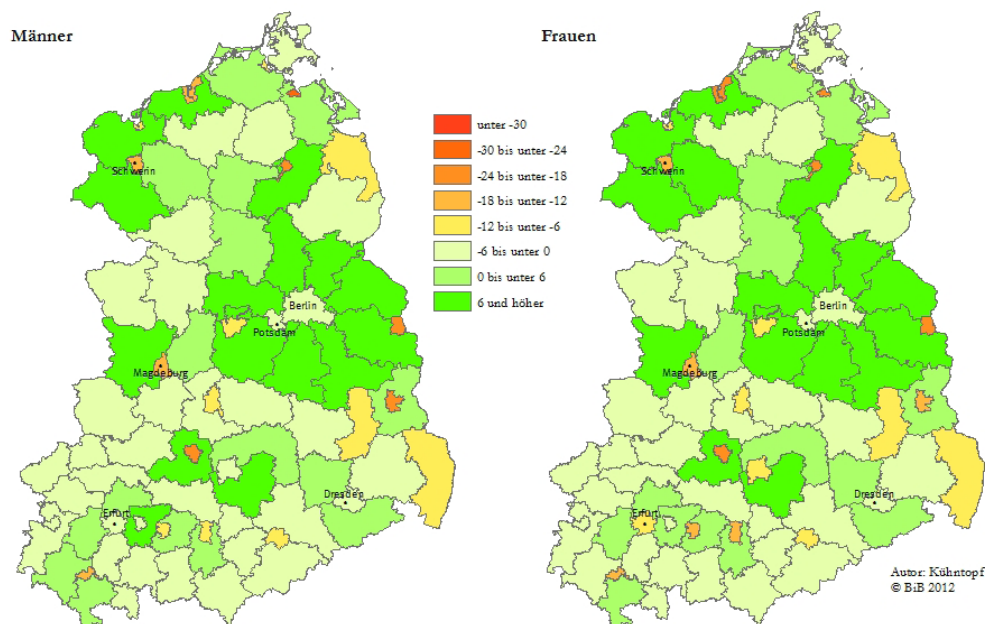 Männer
Frauen
unter -30
-30 bis unter -24
-24 bis unter -18
-18 bis unter -12
-12 bis unter -6
-6 bis unter 0
0 bis unter 6
6 und höher
Schwerin
Berlin
Potsdam
Magdeburg
Dresden
Erfurt
Schwerin
Berlin
Potsdam
Magdeburg
Dresden
Erfurt
Autor: Kühntopf
© BiB 2012